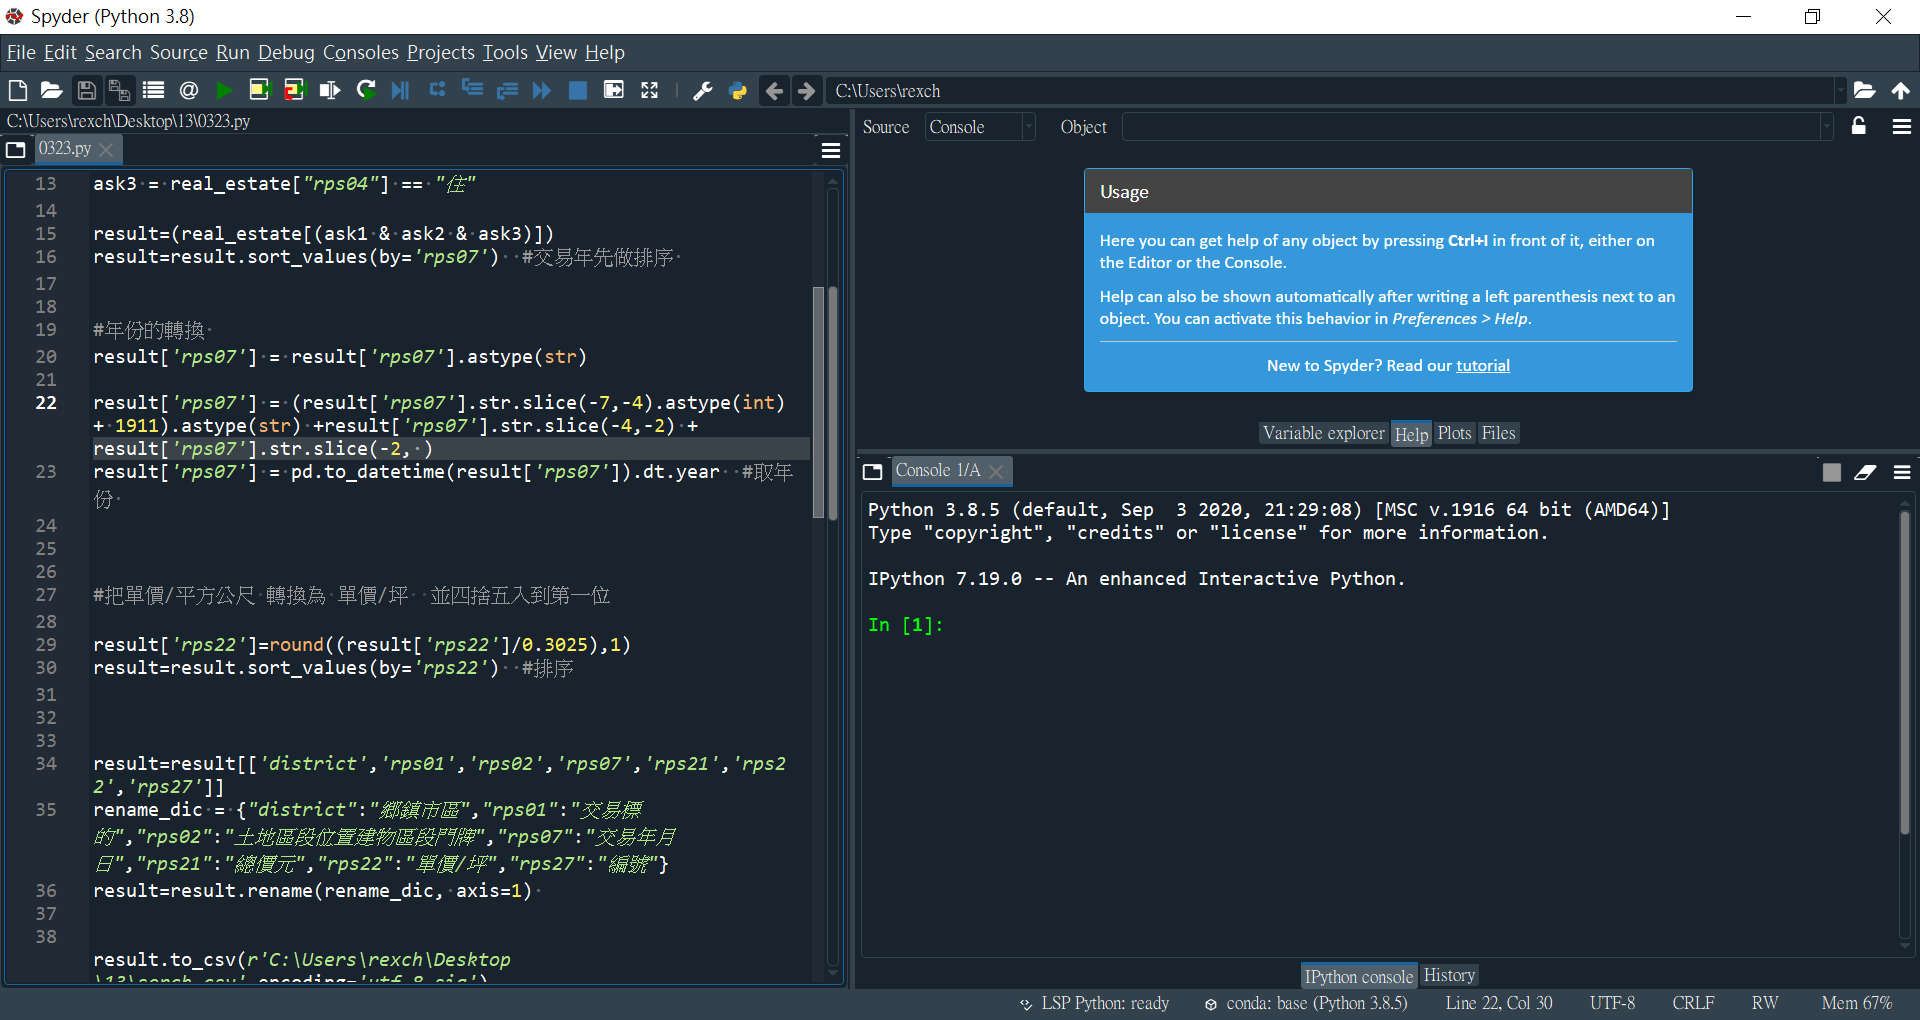 Spyder (Python 3.8)
File Edit Search Source Run Debug Consoles Projects Tools View Help
C:\Users\rexch
C:\Users\rexch\Desktop\13\0323.py
0323.py
13 ask3 = real_estate["rps04"] == "住"
14
15 result=(real_estate[(ask1 & ask2 & ask3)])
16 result=result.sort_values(by='rps07') #交易年先做排序
17
18
19 #年份的轉換
20 result['rps07'] = result['rps07'].astype(str)
21
22 result['rps07'] = (result['rps07'].str.slice(-7,-4).astype(int)
+ 1911).astype(str) +result['rps07'].str.slice(-4,-2) +
result['rps07'].str.slice(-2, )
23 result['rps07'] = pd.to_datetime(result['rps07']).dt.year #取年
份
24
25
26
27 #把單價/平方公尺 轉換為 單價/坪 並四捨五入到第一位
28
29 result['rps22']=round((result['rps22']/0.3025),1)
30 result=result.sort_values(by='rps22') #排序
31
32
33
34 result=result[['district','rps01','rps02','rps07','rps21','rps2
2','rps27']]
35 rename_dic = {"district":"鄉鎮市區","rps01":"交易標
的","rps02":"土地區段位置建物區段門牌","rps07":"交易年月
日","rps21":"總價元","rps22":"單價/坪","rps27":"編號"}
36 result=result.rename(rename_dic, axis=1)
37
38
result.to_csv(r'C:\Users\rexch\Desktop
Source Console Object
Usage
Here you can get help of any object by pressing Ctrl+I in front of it, either on
the Editor or the Console.
Help can also be shown automatically after writing a left parenthesis next to an
object. You can activate this behavior in Preferences > Help.
New to Spyder? Read our tutorial
Variable explorer Help Plots Files
Console 1/A
Python 3.8.5 (default, Sep  3 2020, 21:29:08) [MSC v.1916 64 bit (AMD64)]
Type "copyright", "credits" or "license" for more information.
IPython 7.19.0 -- An enhanced Interactive Python.
In [1]:
IPython console History
LSP Python: ready conda: base (Python 3.8.5) Line 22, Col 30 UTF-8 CRLF RW Mem 67%